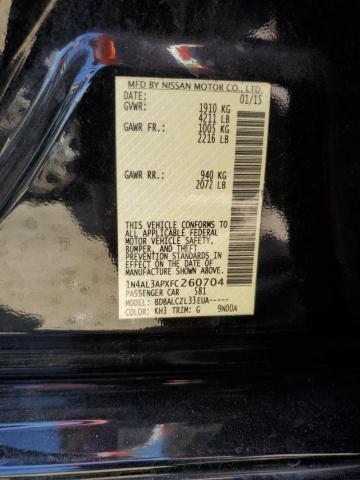 MFD BY NISSAN MOTOR CO., LTD.
DATE: 01/15
GVWR: 1910 KG
4211 LB
GAWR FR.: 1005 KG
2216 LB
GAWR RR.: 940 KG
2072 LB
THIS VEHICLE CONFORMS TO
ALL APPLICABLE FEDERAL
MOTOR VEHICLE SAFETY,
BUMPER, AND THEFT
PREVENTION STANDARDS
IN EFFECT ON THE DATE OF
MANUFACTURE SHOWN ABOVE.
1N4AL3APXFC260704
PASSENGER CAR 581
MODEL: BDBALCZL33EUA-----
COLOR: KH3 TRIM: G 9N00A